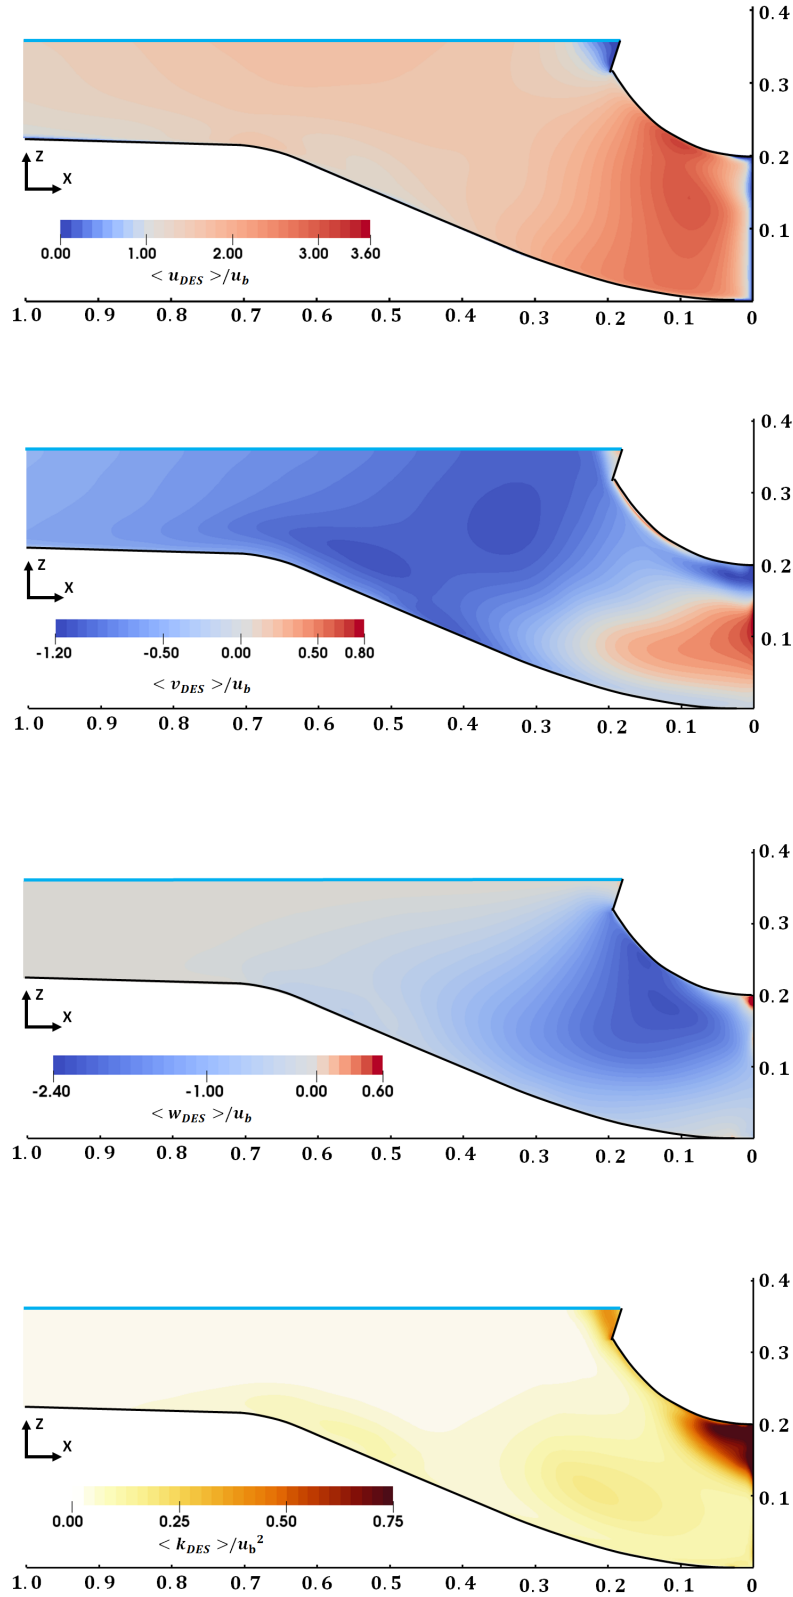 0.4
0.3
0.2
0.1
Z
X
0.00 1.00 2.00 3.00 3.60
< u_DES >/u_b
1.0 0.9 0.8 0.7 0.6 0.5 0.4 0.3 0.2 0.1 0
0.4
0.3
0.2
0.1
Z
X
-1.20 -0.50 0.00 0.50 0.80
< v_DES >/u_b
1.0 0.9 0.8 0.7 0.6 0.5 0.4 0.3 0.2 0.1 0
0.4
0.3
0.2
0.1
Z
X
-2.40 -1.00 0.00 0.60
< w_DES >/u_b
1.0 0.9 0.8 0.7 0.6 0.5 0.4 0.3 0.2 0.1 0
0.4
0.3
0.2
0.1
Z
X
0.00 0.25 0.50 0.75
< k_DES >/u_b^2
1.0 0.9 0.8 0.7 0.6 0.5 0.4 0.3 0.2 0.1 0